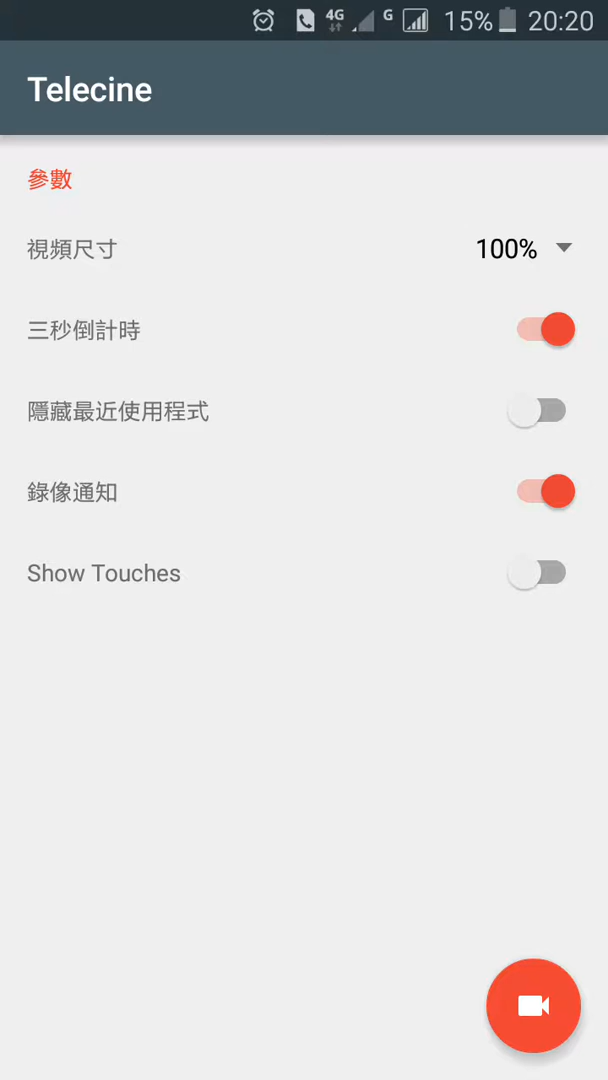 4G G 15% 20:20
Telecine
參數
視頻尺寸 100%
三秒倒計時
隱藏最近使用程式
錄像通知
Show Touches